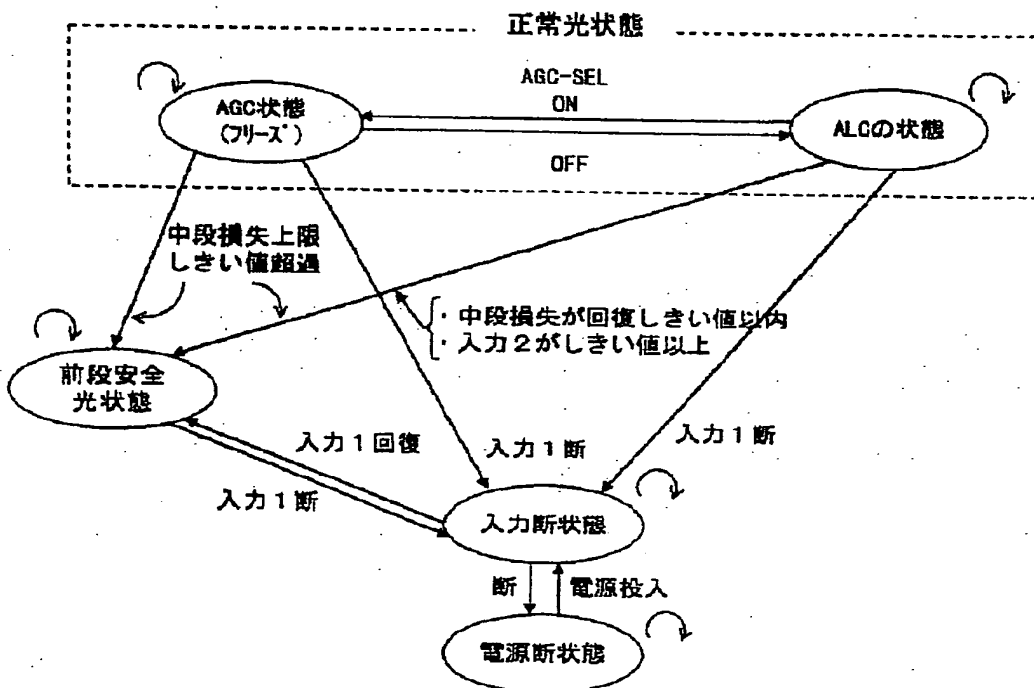 正常光状態
AGC-SEL
ON
AGC状態
(フリーズ)
ALCの状態
OFF
中段損失上限
しきい値超過
・中段損失が回復しきい値以内
・入力2がしきい値以上
前段安全
光状態
入力1回復
入力1断
入力1断
入力1断
入力断状態
断
電源投入
電源断状態